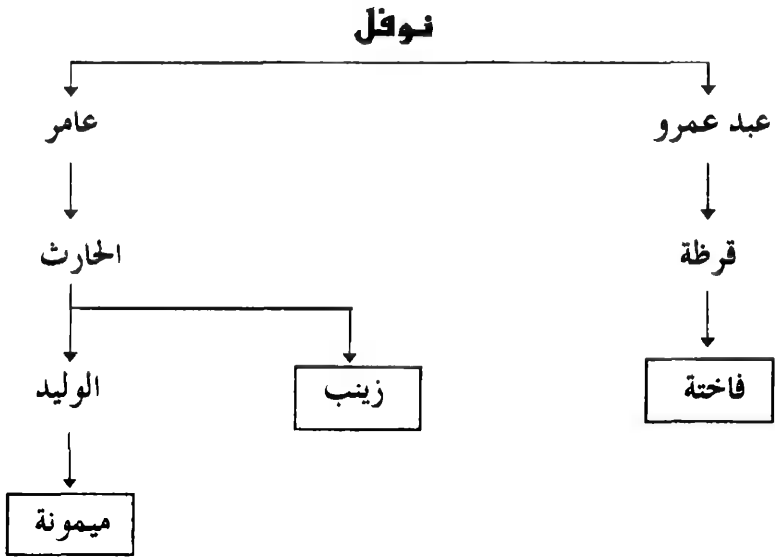 نوفل
عبد عمرو
عامر
قرظة
الحارث
فاختة
زينب
الوليد
ميمونة